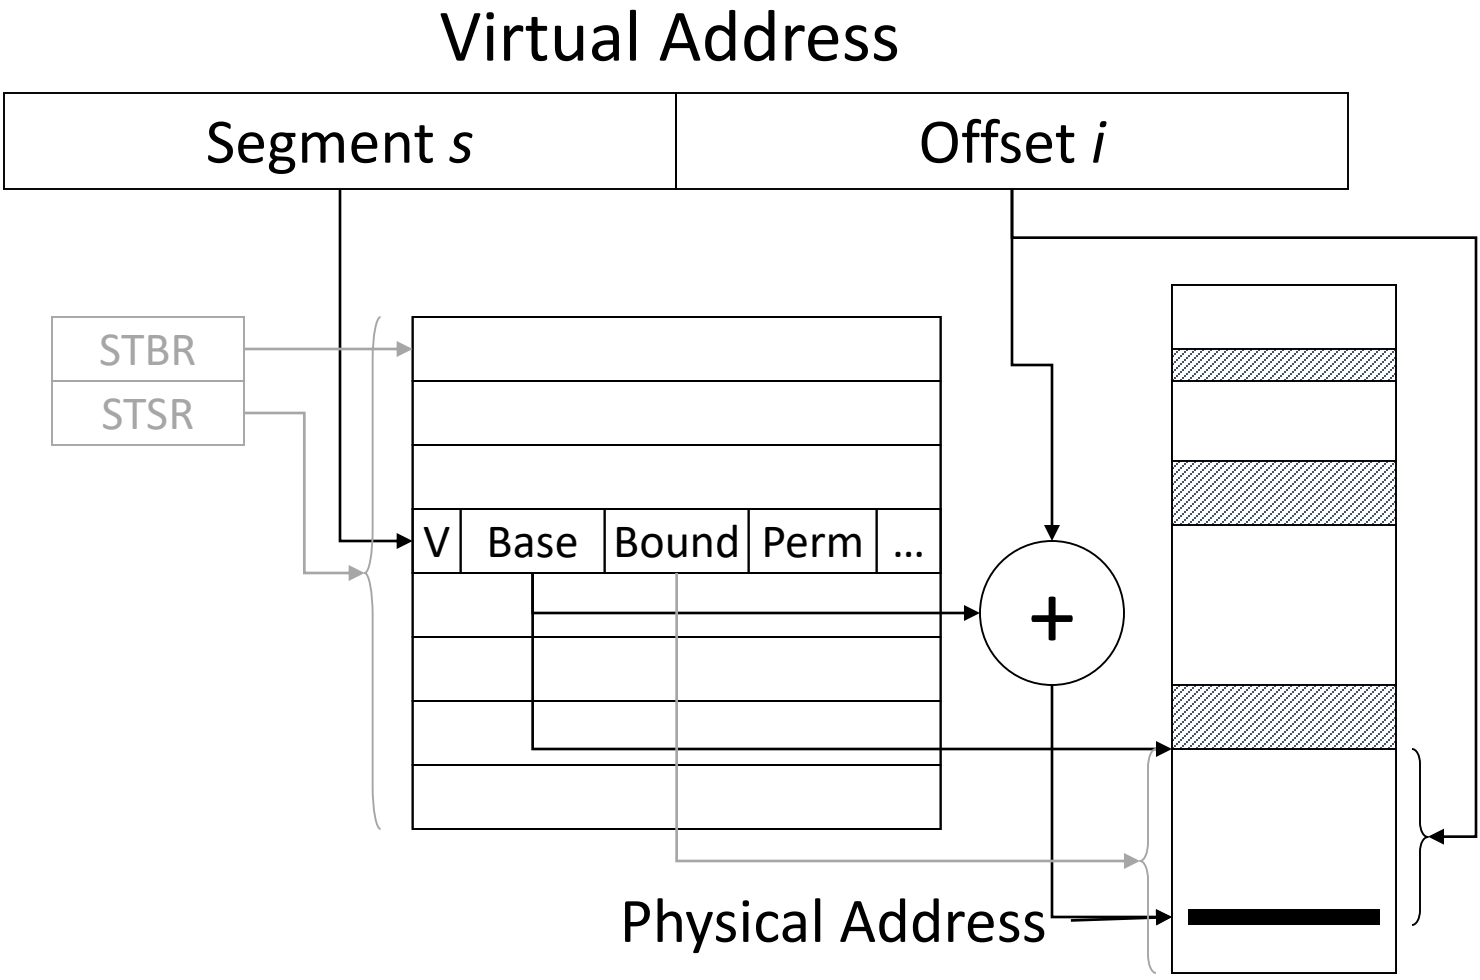 Virtual Address
Segment s
Offset i
STBR
STSR
V Base Bound Perm ...
+
Physical Address